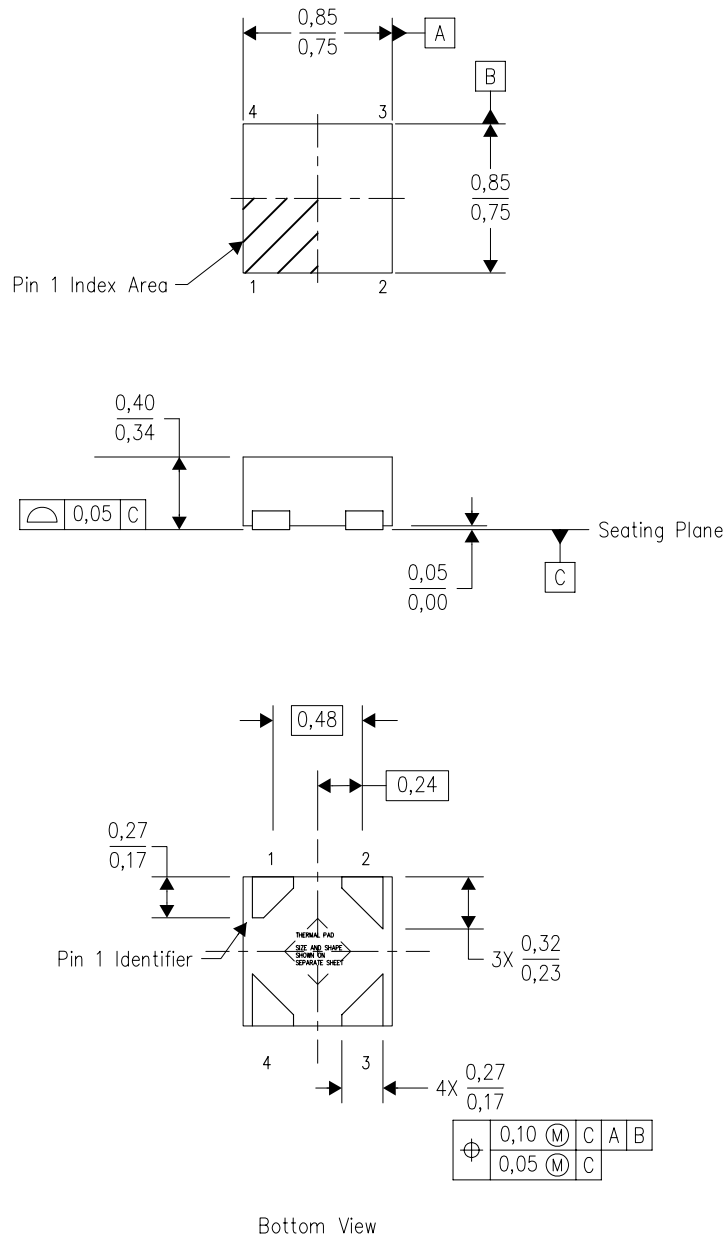 0,85
0,75
A
B
4
3
0,85
0,75
Pin 1 Index Area
1
2
0,40
0,34
0,05 C
Seating Plane
0,05
0,00
C
0,48
0,24
0,27
0,17
1
2
THERMAL PAD
SIZE AND SHAPE
SHOWN ON
SEPARATE SHEET
Pin 1 Identifier
3X 0,32
0,23
4
3
4X 0,27
0,17
0,10 Ⓜ C A B
0,05 Ⓜ C
Bottom View